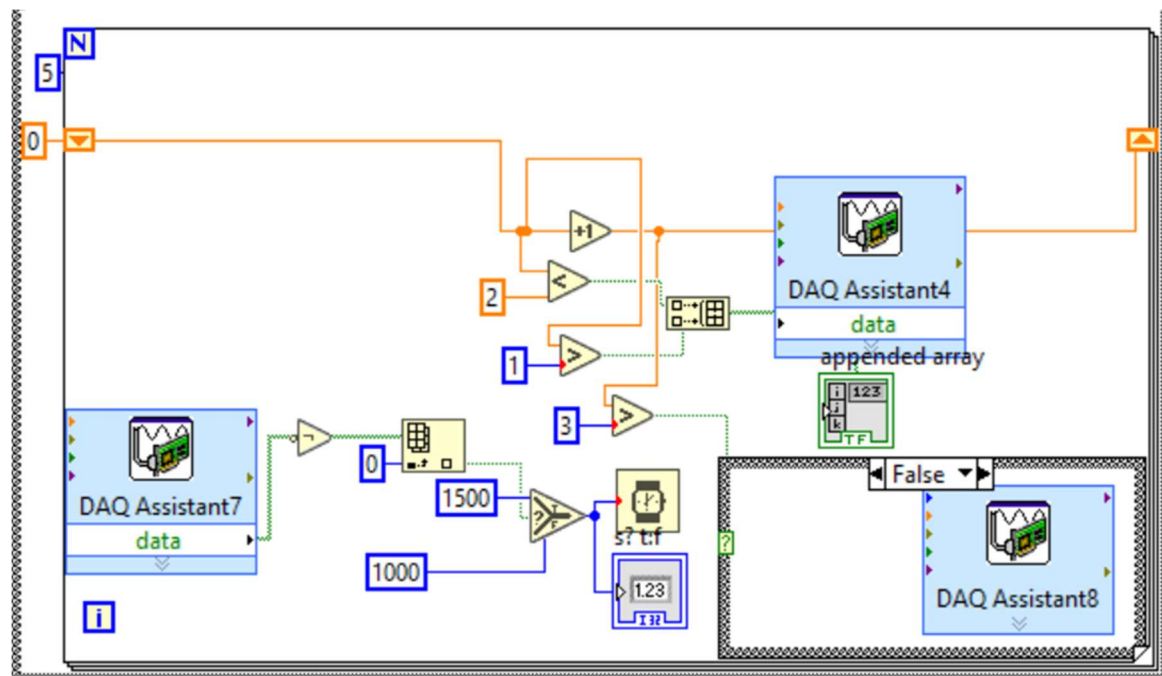 N
5
0
+1
<
2
DAQ Assistant4
data
>
1
appended array
i
123
j
k
TF
>
3
False
0
DAQ Assistant7
data
1500
?
T
F
s? t:f
1000
1.23
I32
?
DAQ Assistant8
i